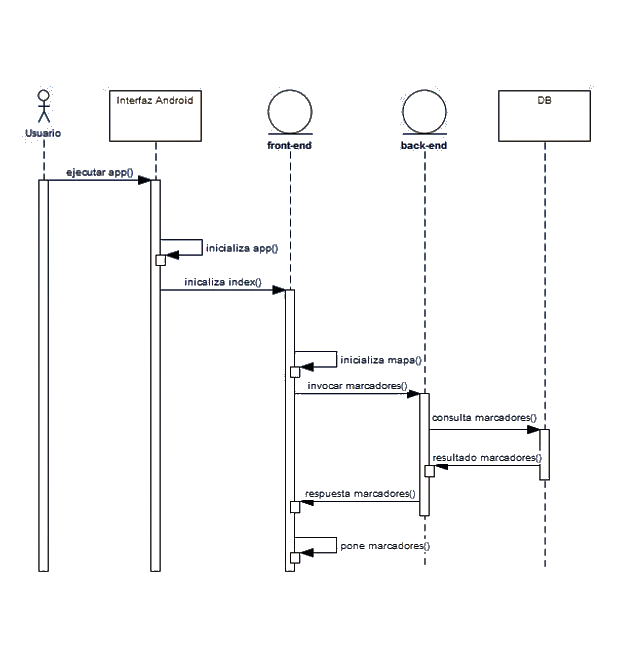 Interfaz Android
DB
Usuario
front-end
back-end
ejecutar app()
inicializa app()
inicaliza index()
inicializa mapa()
invocar marcadores()
consulta marcadores()
resultado marcadores()
respuesta marcadores()
pone marcadores()